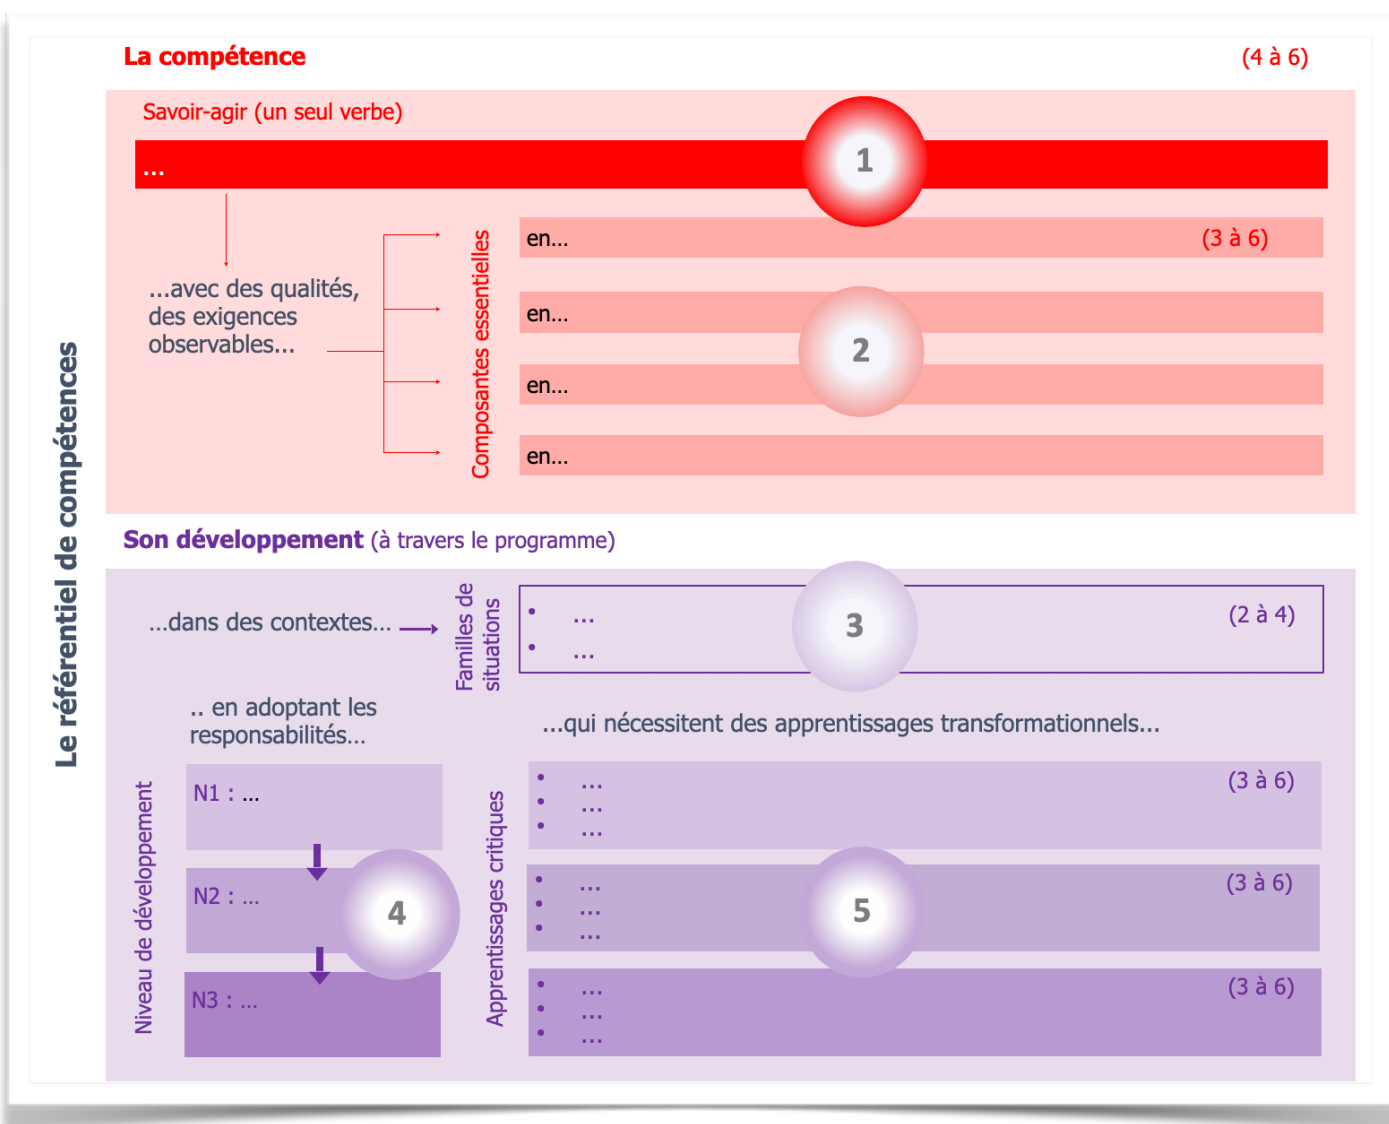 Le référentiel de compétences
La compétence
(4 à 6)
Savoir-agir (un seul verbe)
...
1
...avec des qualités,
des exigences
observables...
Composantes essentielles
en...
(3 à 6)
en...
2
en...
en...
Son développement (à travers le programme)
...dans des contextes...
Familles de
situations
• ...
• ...
3
(2 à 4)
.. en adoptant les
responsabilités...
...qui nécessitent des apprentissages transformationnels...
Niveau de développement
N1 : ...
N2 : ...
4
N3 : ...
Apprentissages critiques
• ...
• ...
• ...
(3 à 6)
• ...
• ...
• ...
5
(3 à 6)
• ...
• ...
• ...
(3 à 6)